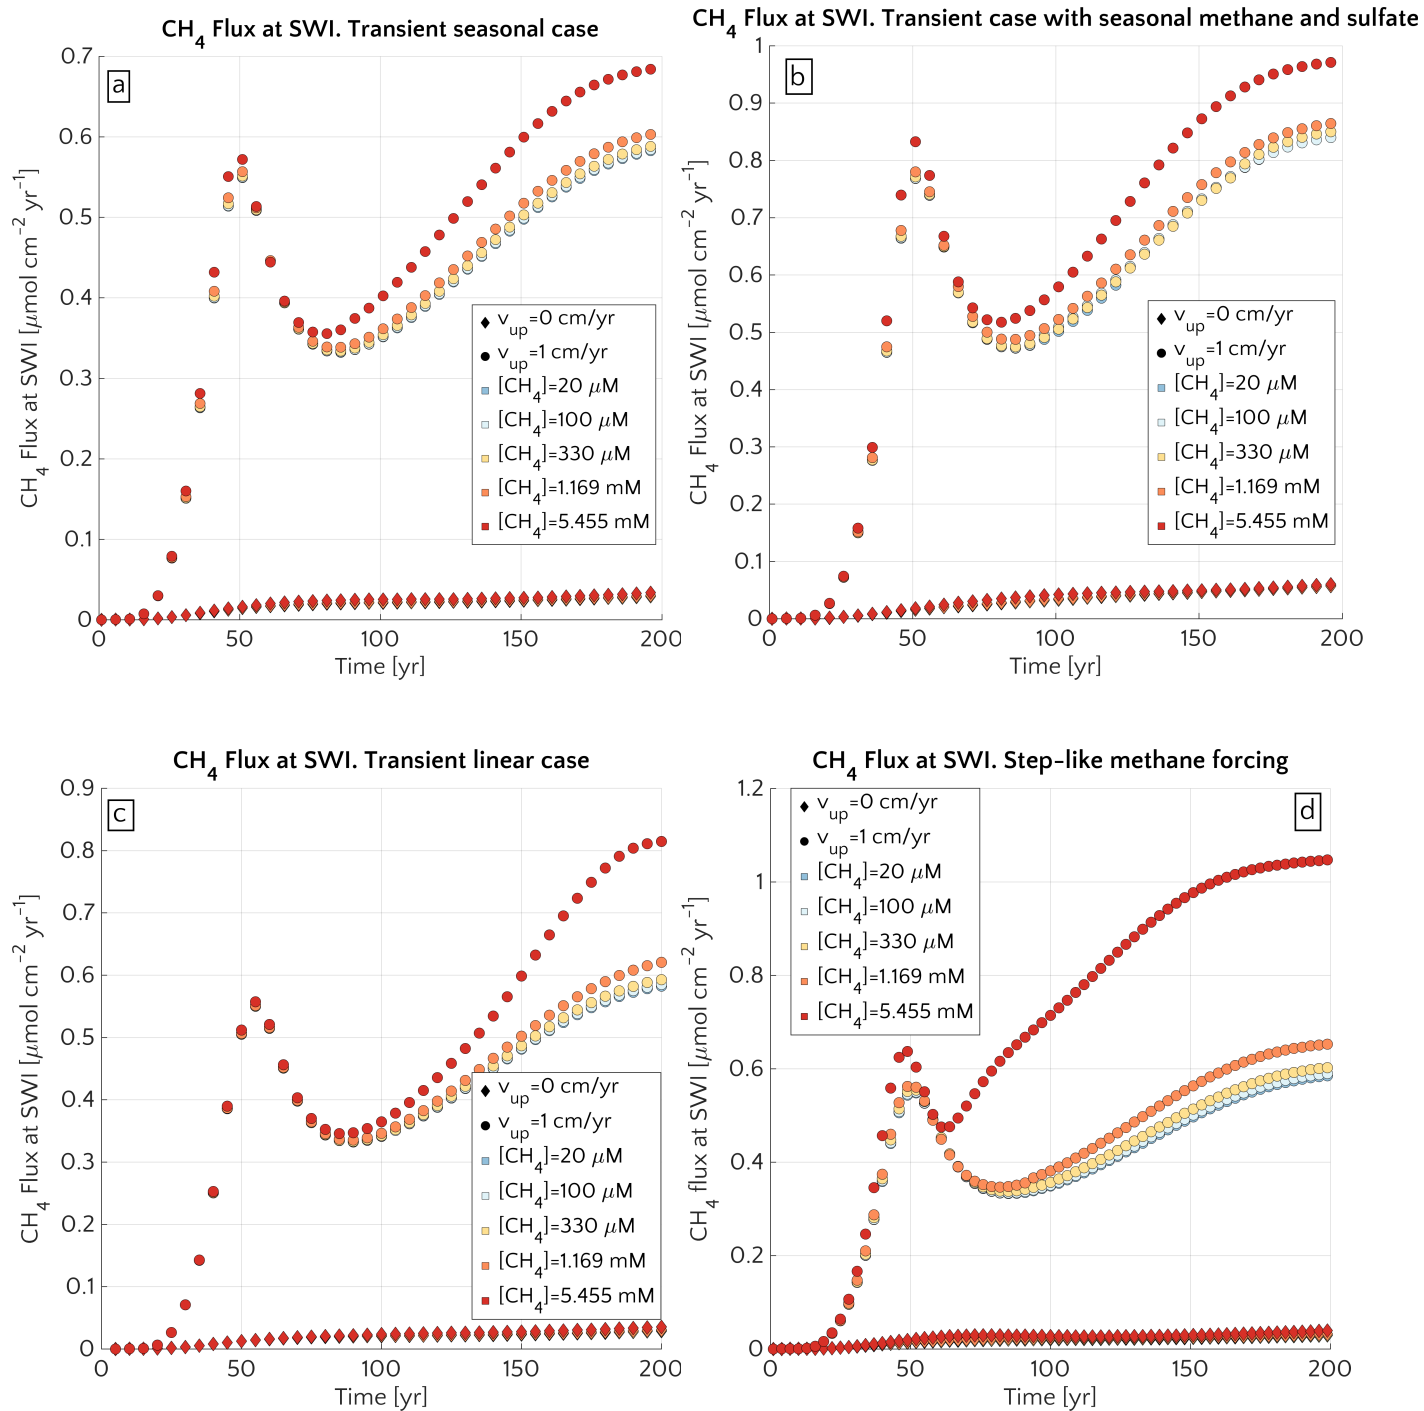 CH4 Flux at SWI. Transient seasonal case
a
0.7
0.6
0.5
0.4
0.3
0.2
0.1
0
0 50 100 150 200
CH4 Flux at SWI [μmol cm−2 yr−1]
Time [yr]
vup=0 cm/yr
vup=1 cm/yr
[CH4]=20 μM
[CH4]=100 μM
[CH4]=330 μM
[CH4]=1.169 mM
[CH4]=5.455 mM
CH4 Flux at SWI. Transient case with seasonal methane and sulfate
b
1
0.9
0.8
0.7
0.6
0.5
0.4
0.3
0.2
0.1
0
0 50 100 150 200
CH4 Flux at SWI [μmol cm−2 yr−1]
Time [yr]
vup=0 cm/yr
vup=1 cm/yr
[CH4]=20 μM
[CH4]=100 μM
[CH4]=330 μM
[CH4]=1.169 mM
[CH4]=5.455 mM
CH4 Flux at SWI. Transient linear case
c
0.9
0.8
0.7
0.6
0.5
0.4
0.3
0.2
0.1
0
0 50 100 150 200
CH4 Flux at SWI [μmol cm−2 yr−1]
Time [yr]
vup=0 cm/yr
vup=1 cm/yr
[CH4]=20 μM
[CH4]=100 μM
[CH4]=330 μM
[CH4]=1.169 mM
[CH4]=5.455 mM
CH4 Flux at SWI. Step-like methane forcing
d
1.2
1
0.8
0.6
0.4
0.2
0
0 50 100 150 200
CH4 flux at SWI [μmol cm−2 yr−1]
Time [yr]
vup=0 cm/yr
vup=1 cm/yr
[CH4]=20 μM
[CH4]=100 μM
[CH4]=330 μM
[CH4]=1.169 mM
[CH4]=5.455 mM